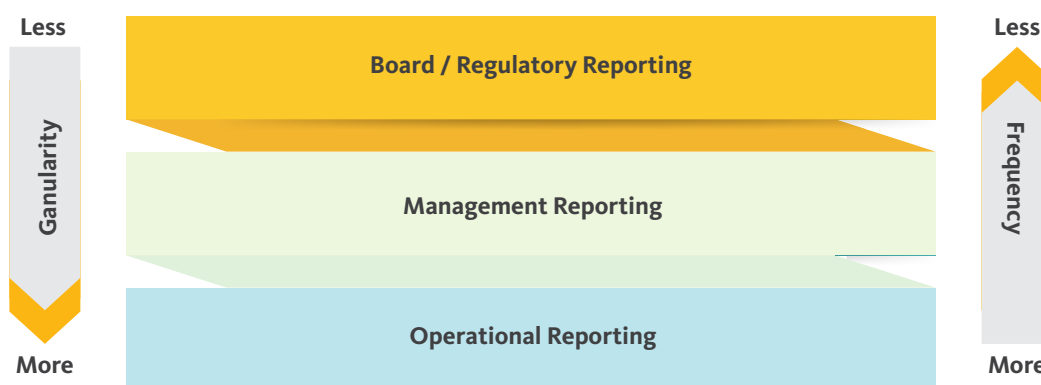 Less
Less
Board / Regulatory Reporting
Ganularity
Frequency
Management Reporting
Operational Reporting
More
More